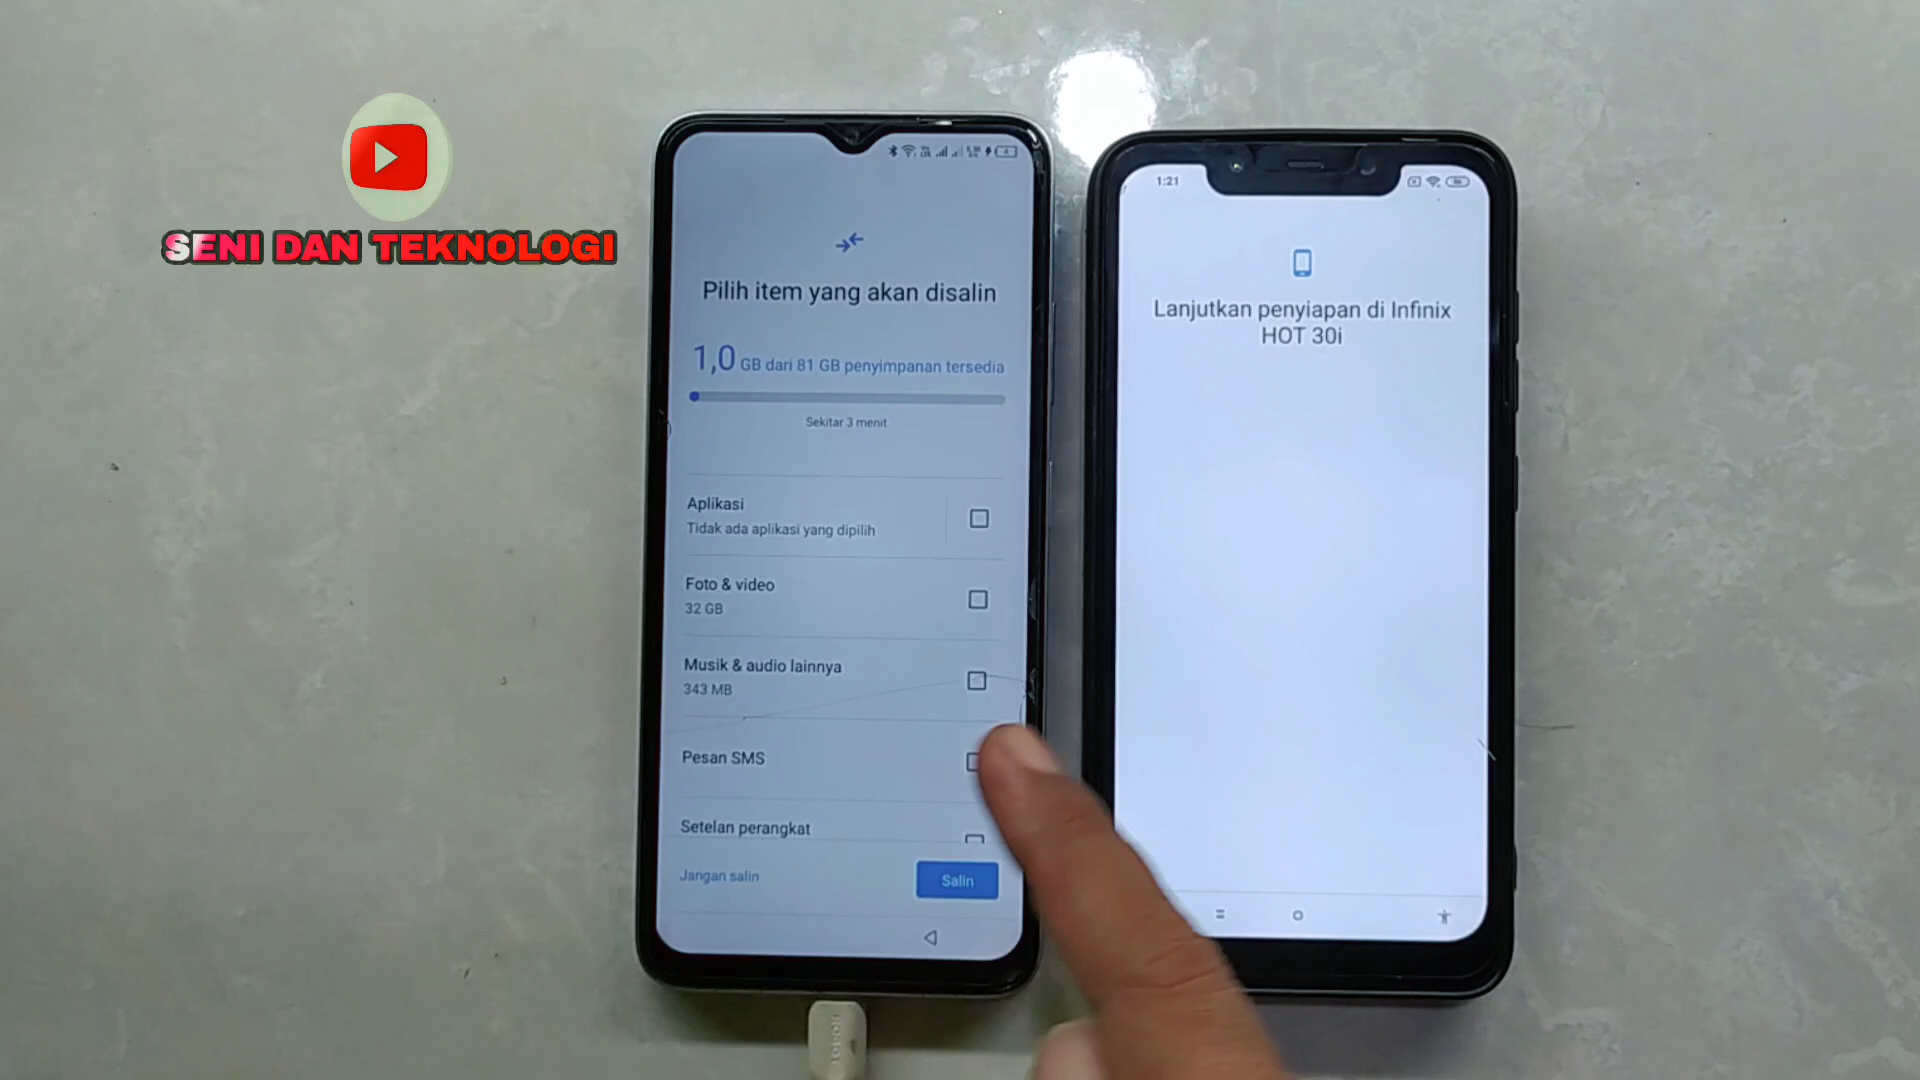 SENI DAN TEKNOLOGI
Pilih item yang akan disalin
1,0 GB dari 81 GB penyimpanan tersedia
Sekitar 3 menit
Aplikasi
Tidak ada aplikasi yang dipilih
Foto & video
32 GB
Musik & audio lainnya
343 MB
Pesan SMS
Setelan perangkat
Jangan salin
Salin
1:21
Lanjutkan penyiapan di Infinix
HOT 30i